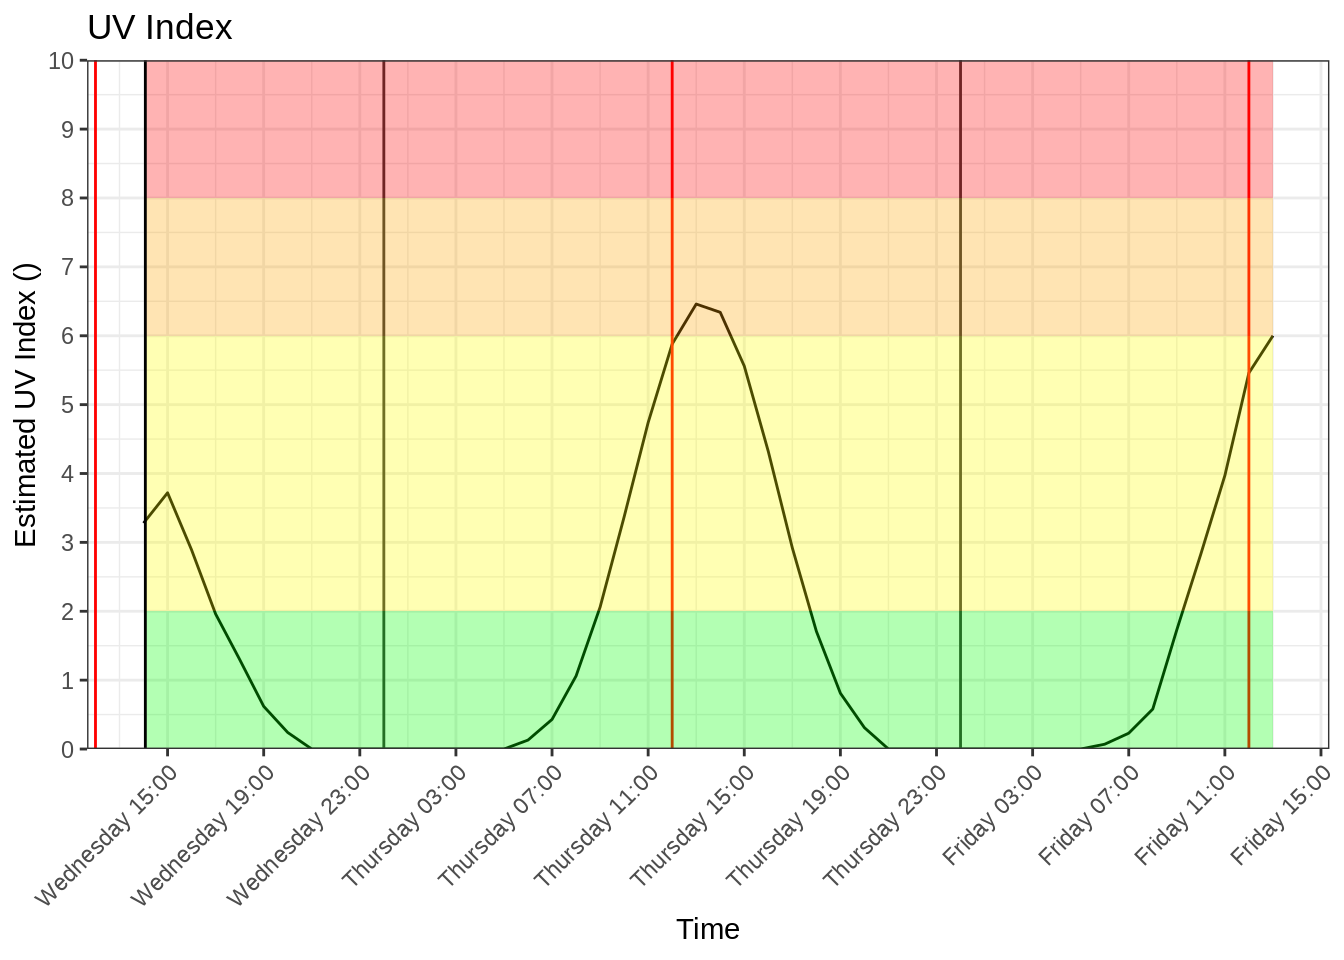 UV Index
Estimated UV Index ()
10
9
8
7
6
5
4
3
2
1
0
Wednesday 15:00
Wednesday 19:00
Wednesday 23:00
Thursday 03:00
Thursday 07:00
Thursday 11:00
Thursday 15:00
Thursday 19:00
Thursday 23:00
Friday 03:00
Friday 07:00
Friday 11:00
Friday 15:00
Time